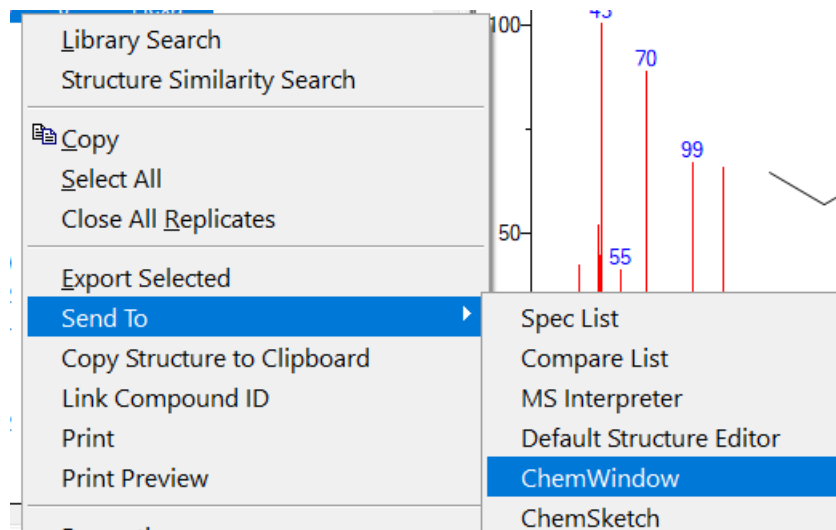 Library Search
Structure Similarity Search
Copy
Select All
Close All Replicates
Export Selected
Send To
Copy Structure to Clipboard
Link Compound ID
Print
Print Preview
Spec List
Compare List
MS Interpreter
Default Structure Editor
ChemWindow
ChemSketch
100
50
70
99
55